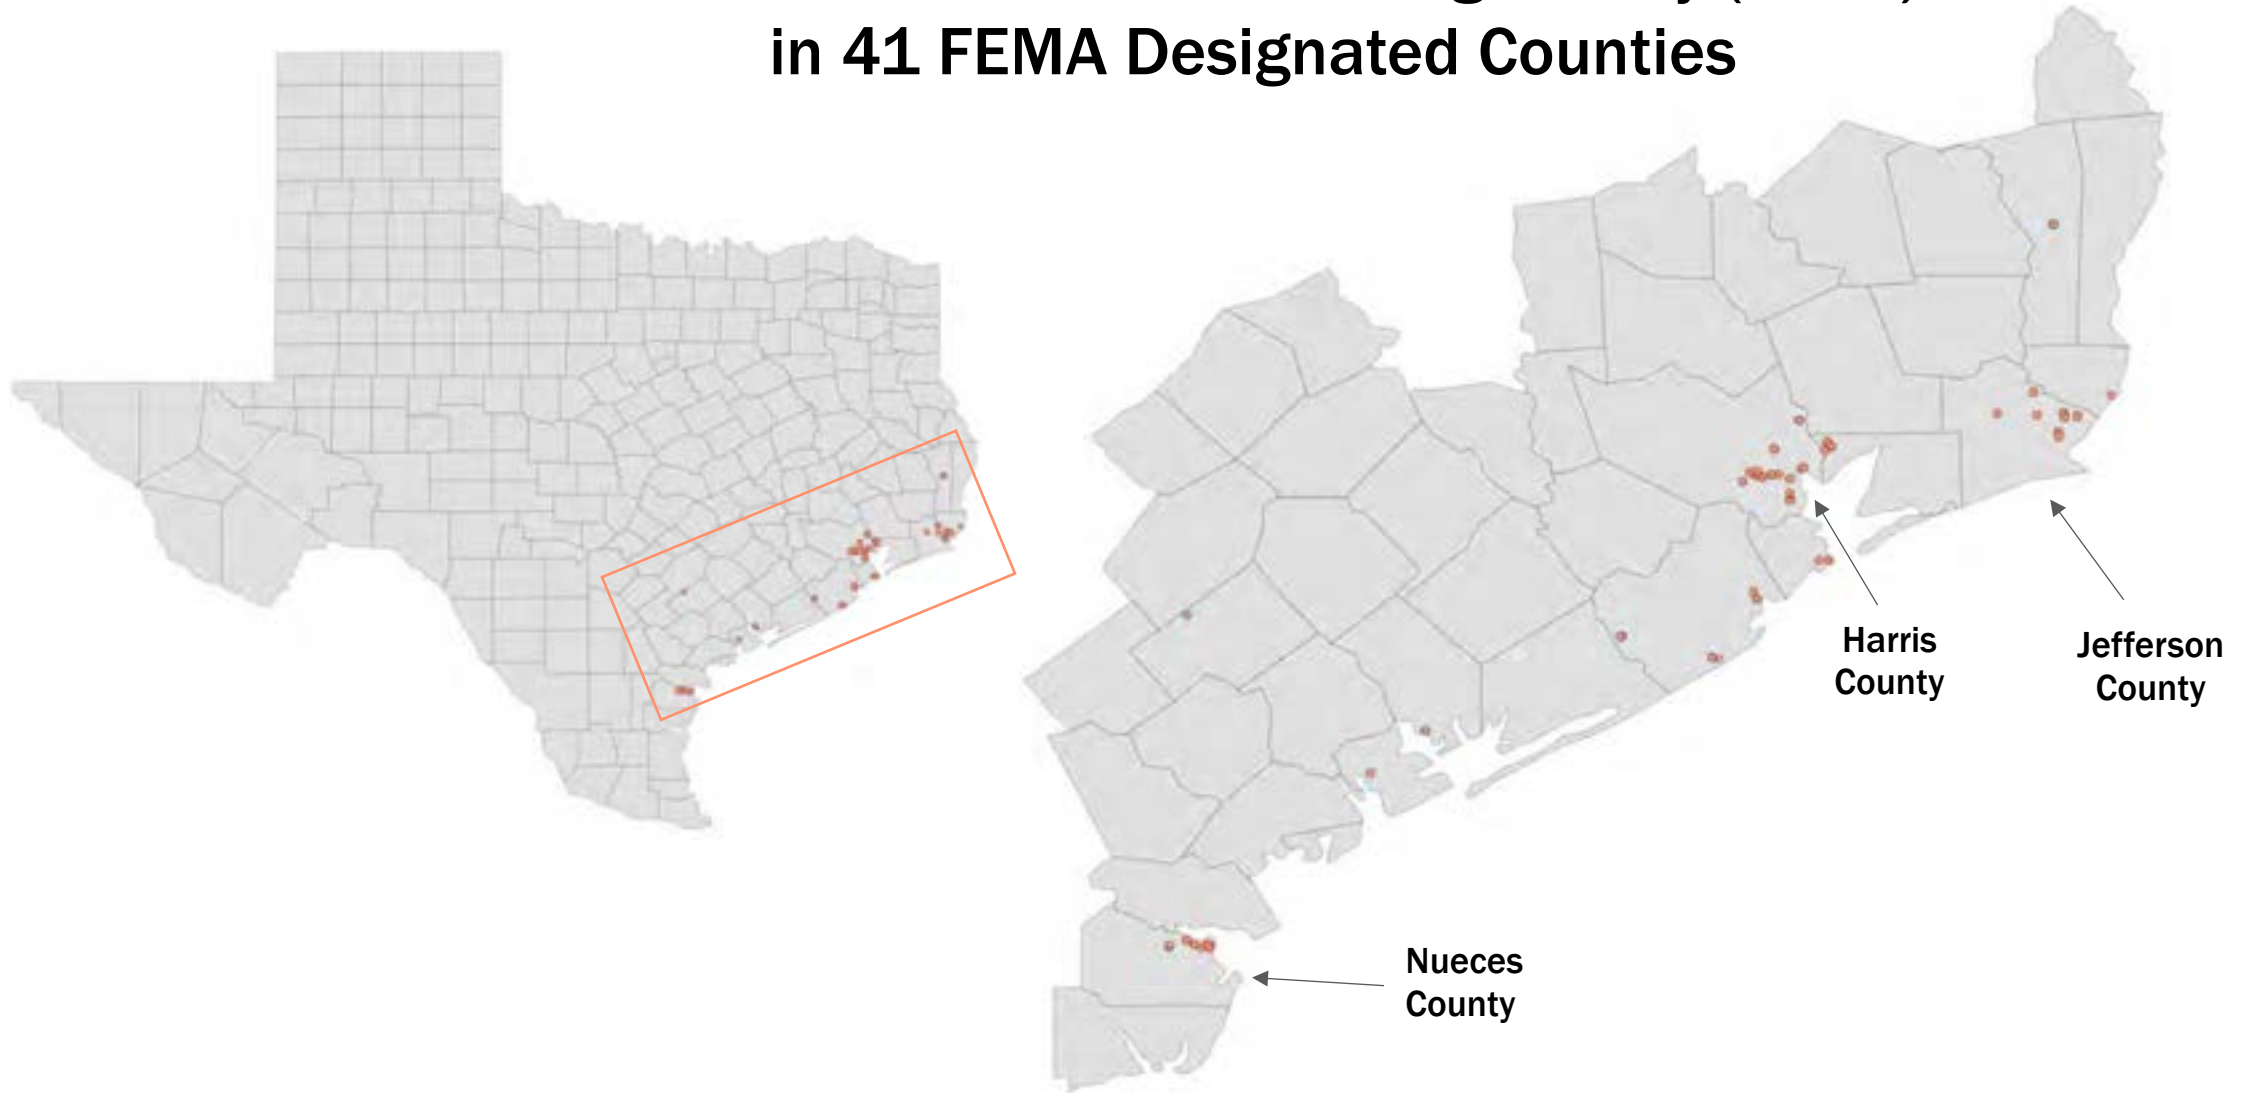 in 41 FEMA Designated Counties
Harris
County
Jefferson
County
Nueces
County